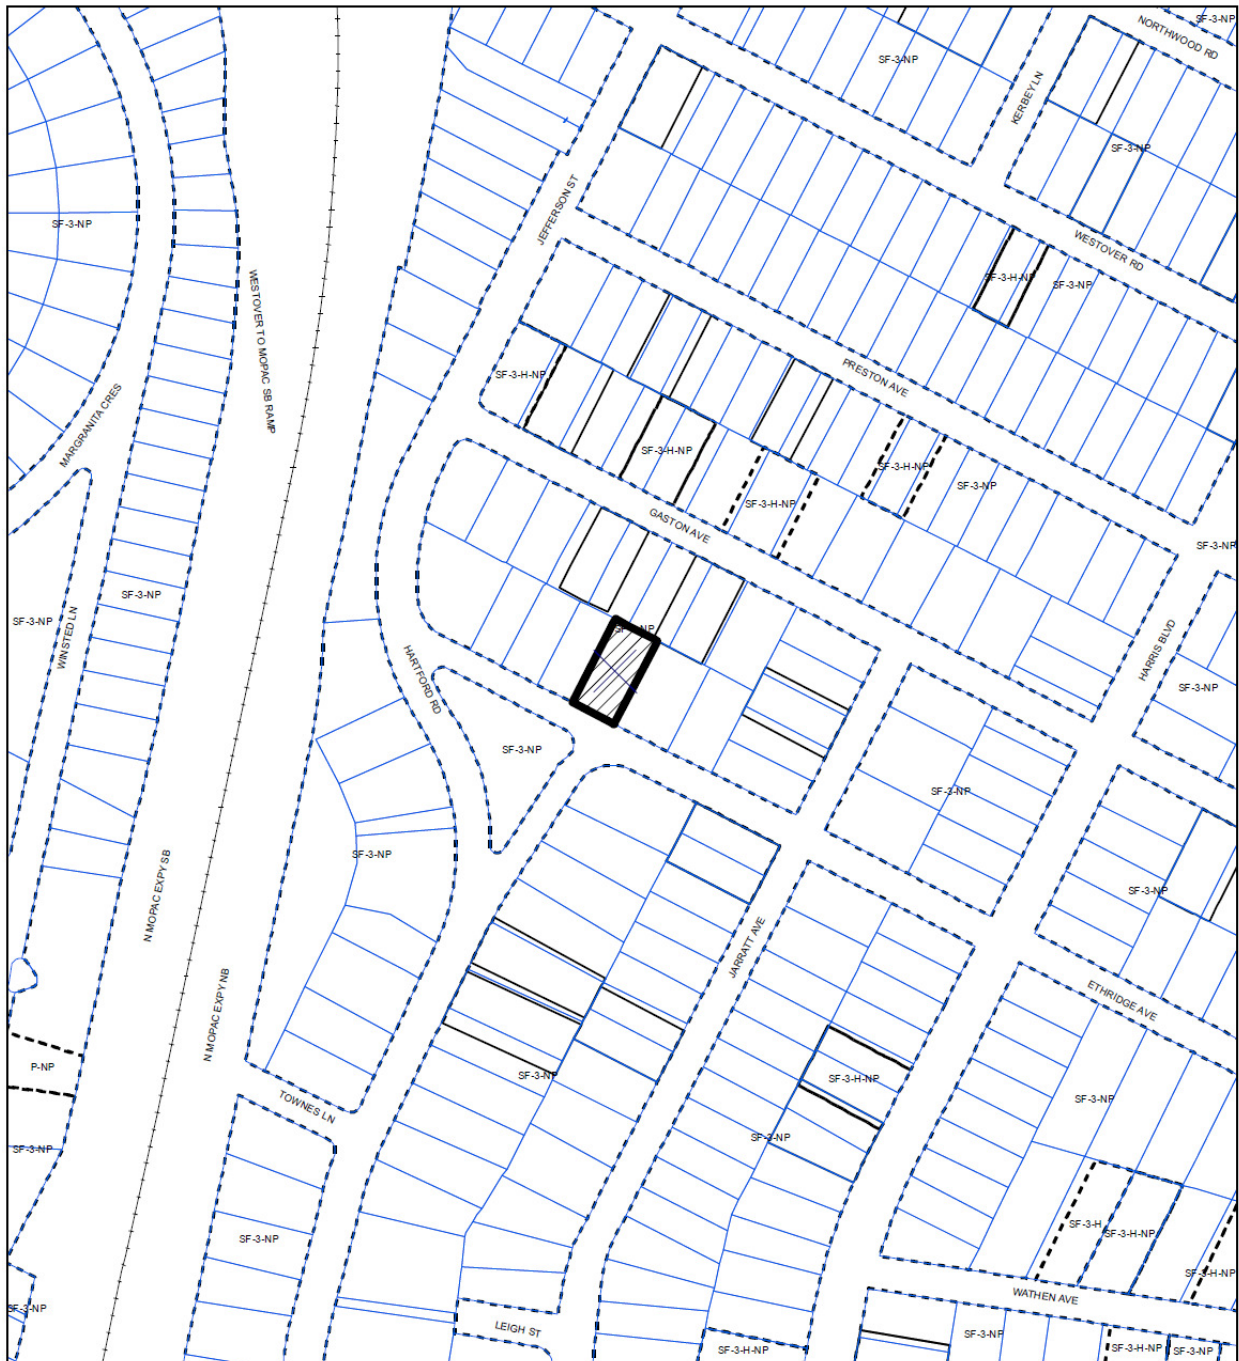 SF-3-NP
NORTHWOOD RD
SF-3-NP
KERBEY LN
SF-3-NP
SF-3-NP
JEFFERSON ST
WESTOVER RD
SF-3-H-NP
SF-3-NP
WESTOVER TO MOPAC SB RAMP
SF-3-H-NP
PRESTON AVE
MARGRANITA CRES
SF-3-H-NP
SF-3-H-NP
SF-3-NP
SF-3-H-NP
GASTON AVE
SF-3-NP
SF-3-NP
SF-3-NP
WINSTED LN
HARRIS BLVD
HARTFORD RD
SF-3-NP
SF-3-NP
SF-3-NP
SF-3-NP
SF-3-NP
N MOPAC EXPY SB
SF-3-NP
JARRATT AVE
N MOPAC EXPY NB
ETHRIDGE AVE
P-NP
SF-3-NP
SF-3-H-NP
SF-3-NP
TOWNES LN
SF-3-NP
SF-3-NP
SF-3-H
SF-3-H-NP
SF-3-NP
SF-3-H-NP
WATHEN AVE
SF-3-NP
LEIGH ST
SF-3-NP
SF-3-H-NP
SF-3-H-NP
SF-3-NP